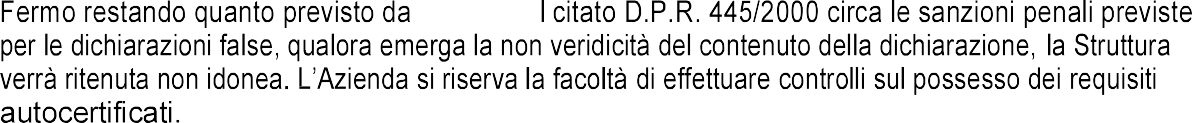 Fermo restando quanto previsto da l citato D.P.R. 445/2000 circa le sanzioni penali previste
per le dichiarazioni false, qualora emerga la non veridicità del contenuto della dichiarazione, la Struttura
verrà ritenuta non idonea. L’Azienda si riserva la facoltà di effettuare controlli sul possesso dei requisiti
autocertificati.